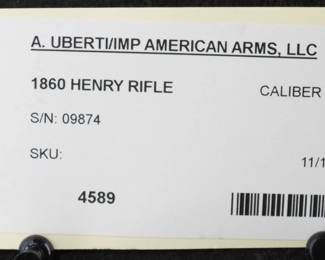 A. UBERTI/IMP AMERICAN ARMS, LLC
1860 HENRY RIFLE CALIBER
S/N: 09874
SKU:
11/1
4589